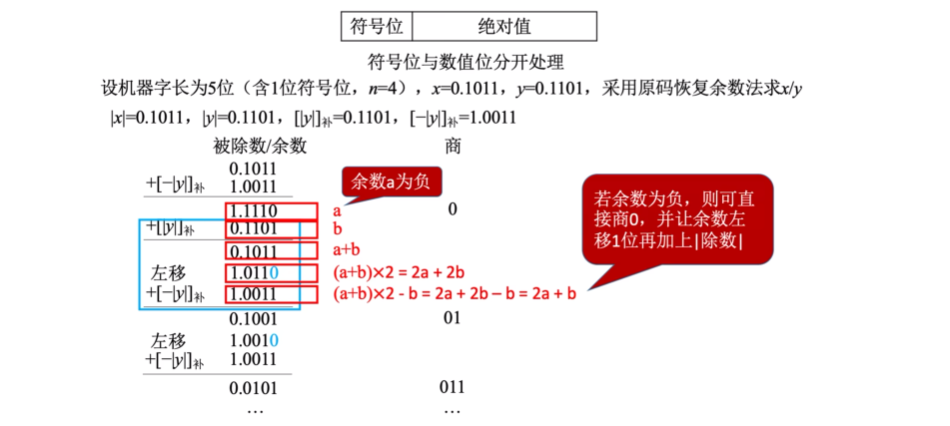 符号位 绝对值
符号位与数值位分开处理
设机器字长为5位（含1位符号位，n=4），x=0.1011，y=0.1101，采用原码恢复余数法求x/y
|x|=0.1011，|y|=0.1101，[|y|]补=0.1101，[−|y|]补=1.0011
被除数/余数 商
0.1011
+[−|y|]补 1.0011
余数a为负
1.1110 a 0
+[|y|]补 0.1101 b
0.1011 a+b
左移 1.0110 (a+b)×2 = 2a + 2b
+[−|y|]补 1.0011 (a+b)×2 - b = 2a + 2b – b = 2a + b
若余数为负，则可直
接商0，并让余数左
移1位再加上|除数|
0.1001 01
左移 1.0010
+[−|y|]补 1.0011
0.0101 011
… …